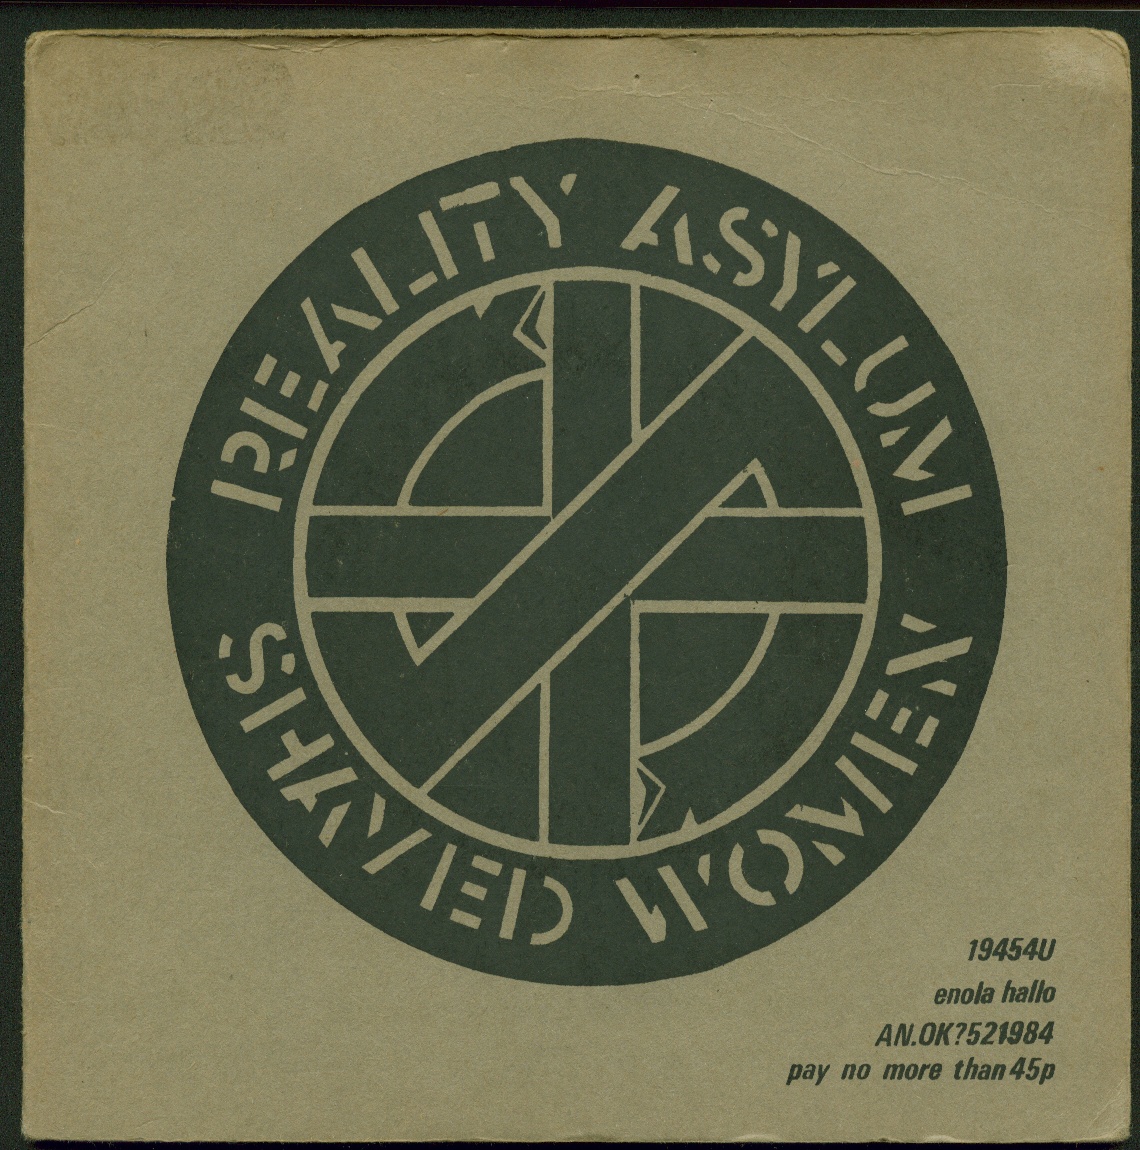 REALITY ASYLUM
SHAVED WOMEN
19454U
enola hallo
AN.OK?521984
pay no more than 45p